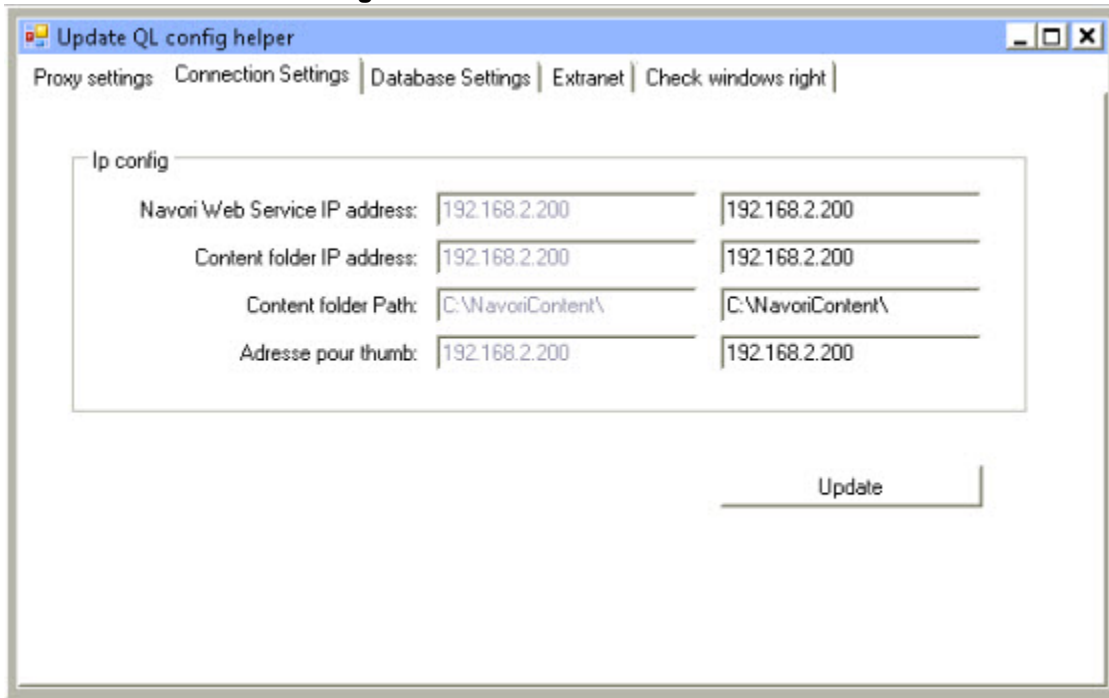 Update QL config helper
Proxy settings Connection Settings Database Settings Extranet Check windows right
Ip config
Navori Web Service IP address: 192.168.2.200 192.168.2.200
Content folder IP address: 192.168.2.200 192.168.2.200
Content folder Path: C:\NavoriContent\ C:\NavoriContent\
Adresse pour thumb: 192.168.2.200 192.168.2.200
Update